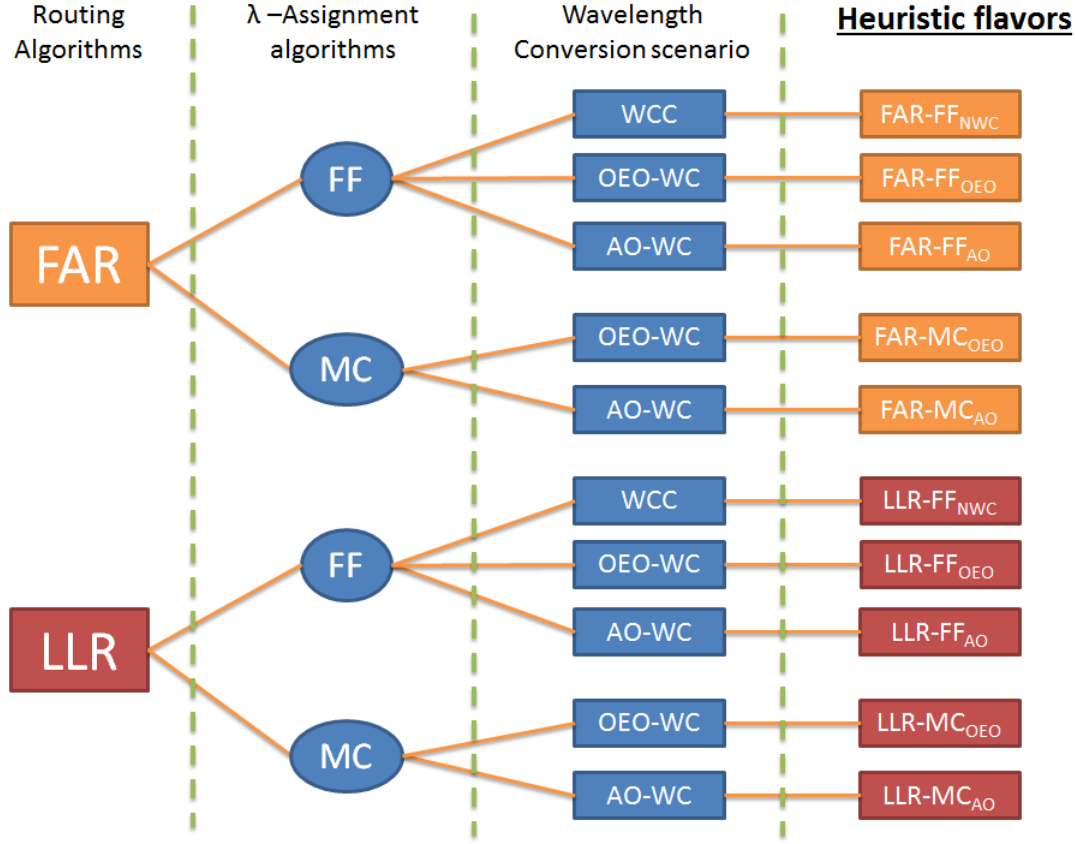 Routing
Algorithms
λ –Assignment
algorithms
Wavelength
Conversion scenario
Heuristic flavors
FAR
FF
WCC
FAR-FFNWC
OEO-WC
FAR-FFOEO
AO-WC
FAR-FFAO
MC
OEO-WC
FAR-MCOEO
AO-WC
FAR-MCAO
LLR
FF
WCC
LLR-FFNWC
OEO-WC
LLR-FFOEO
AO-WC
LLR-FFAO
MC
OEO-WC
LLR-MCOEO
AO-WC
LLR-MCAO